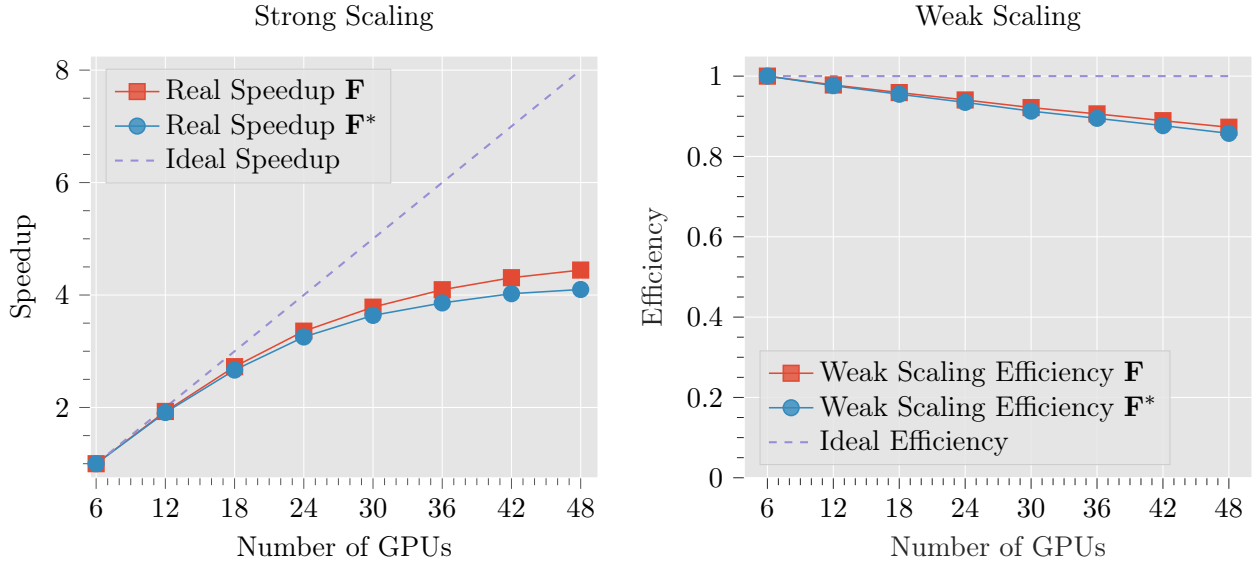 Strong Scaling
8
6
4
2
Speedup
Real Speedup F
Real Speedup F*
Ideal Speedup
6 12 18 24 30 36 42 48
Number of GPUs
Weak Scaling
1
0.8
0.6
0.4
0.2
0
Efficiency
Weak Scaling Efficiency F
Weak Scaling Efficiency F*
Ideal Efficiency
6 12 18 24 30 36 42 48
Number of GPUs